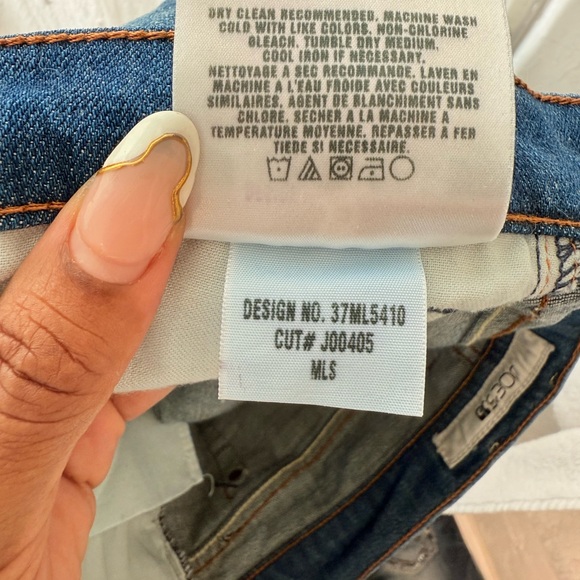 DRY CLEAN RECOMMENDED. MACHINE WASH
COLD WITH LIKE COLORS. NON-CHLORINE
BLEACH. TUMBLE DRY MEDIUM.
COOL IRON IF NECESSARY.
NETTOYAGE A SEC RECOMMANDE. LAVER EN
MACHINE A L'EAU FROIDE AVEC COULEURS
SIMILAIRES, AGENT DE BLANCHIMENT SANS
CHLORE. SECHER A LA MACHINE A
TEMPERATURE MOYENNE. REPASSER A FER
TIEDE SI NECESSAIRE.
DESIGN NO. 37ML5410
CUT# J00405
MLS
JOE'S